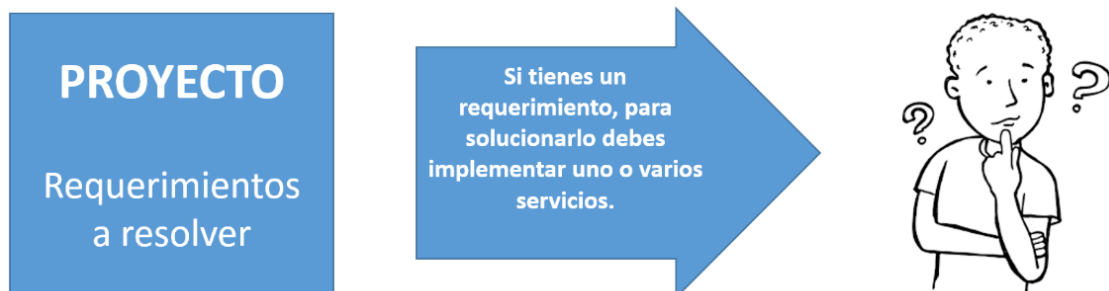 PROYECTO
Requerimientos
a resolver
Si tienes un
requerimiento, para
solucionarlo debes
implementar uno o varios
servicios.
?
?